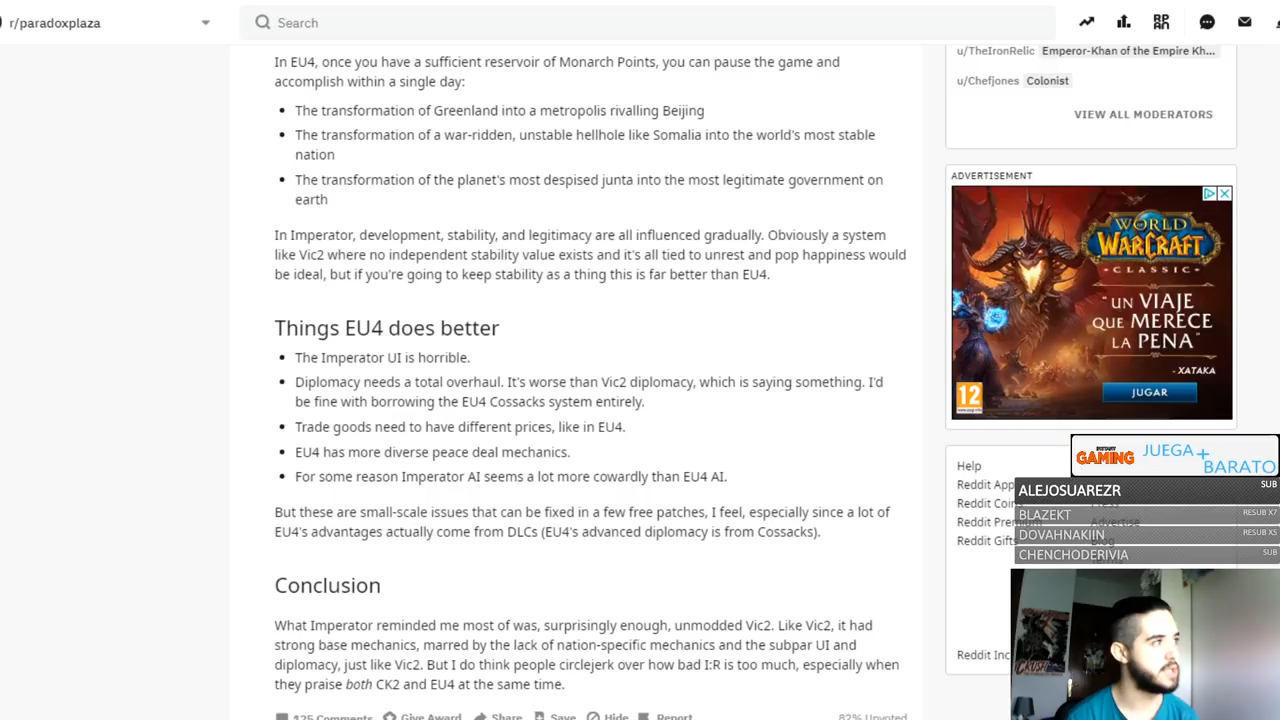 r/paradoxplaza
Search
In EU4, once you have a sufficient reservoir of Monarch Points, you can pause the game and
accomplish within a single day:
The transformation of Greenland into a metropolis rivalling Beijing
The transformation of a war-ridden, unstable hellhole like Somalia into the world's most stable
nation
The transformation of the planet's most despised junta into the most legitimate government on
earth
In Imperator, development, stability, and legitimacy are all influenced gradually. Obviously a system
like Vic2 where no independent stability value exists and it's all tied to unrest and pop happiness would
be ideal, but if you're going to keep stability as a thing this is far better than EU4.
Things EU4 does better
The Imperator UI is horrible.
Diplomacy needs a total overhaul. It's worse than Vic2 diplomacy, which is saying something. I'd
be fine with borrowing the EU4 Cossacks system entirely.
Trade goods need to have different prices, like in EU4.
EU4 has more diverse peace deal mechanics.
For some reason Imperator AI seems a lot more cowardly than EU4 AI.
But these are small-scale issues that can be fixed in a few free patches, I feel, especially since a lot of
EU4's advantages actually come from DLCs (EU4's advanced diplomacy is from Cossacks).
Conclusion
What Imperator reminded me most of was, surprisingly enough, unmodded Vic2. Like Vic2, it had
strong base mechanics, marred by the lack of nation-specific mechanics and the subpar UI and
diplomacy, just like Vic2. But I do think people circlejerk over how bad I:R is too much, especially when
they praise both CK2 and EU4 at the same time.
125 Comments Give Award Share Save Hide Report 82% Upvoted
u/TheIronRelic Emperor-Khan of the Empire Kh...
u/Chefjones Colonist
VIEW ALL MODERATORS
ADVERTISEMENT
WORLD
WARCRAFT
CLASSIC
"UN VIAJE
QUE MERECE
LA PENA"
- XATAKA
12
JUGAR
INSTANT
GAMING
JUEGA+
BARATO
Help
Reddit App
Reddit Coin
Reddit Premium Advertise
Reddit Gifts Blog
ALEJOSUAREZR SUB
BLAZEKT RESUB X7
DOVAHNAKIIN RESUB X5
CHENCHODERIVIA SUB
Reddit Inc
CRUSH